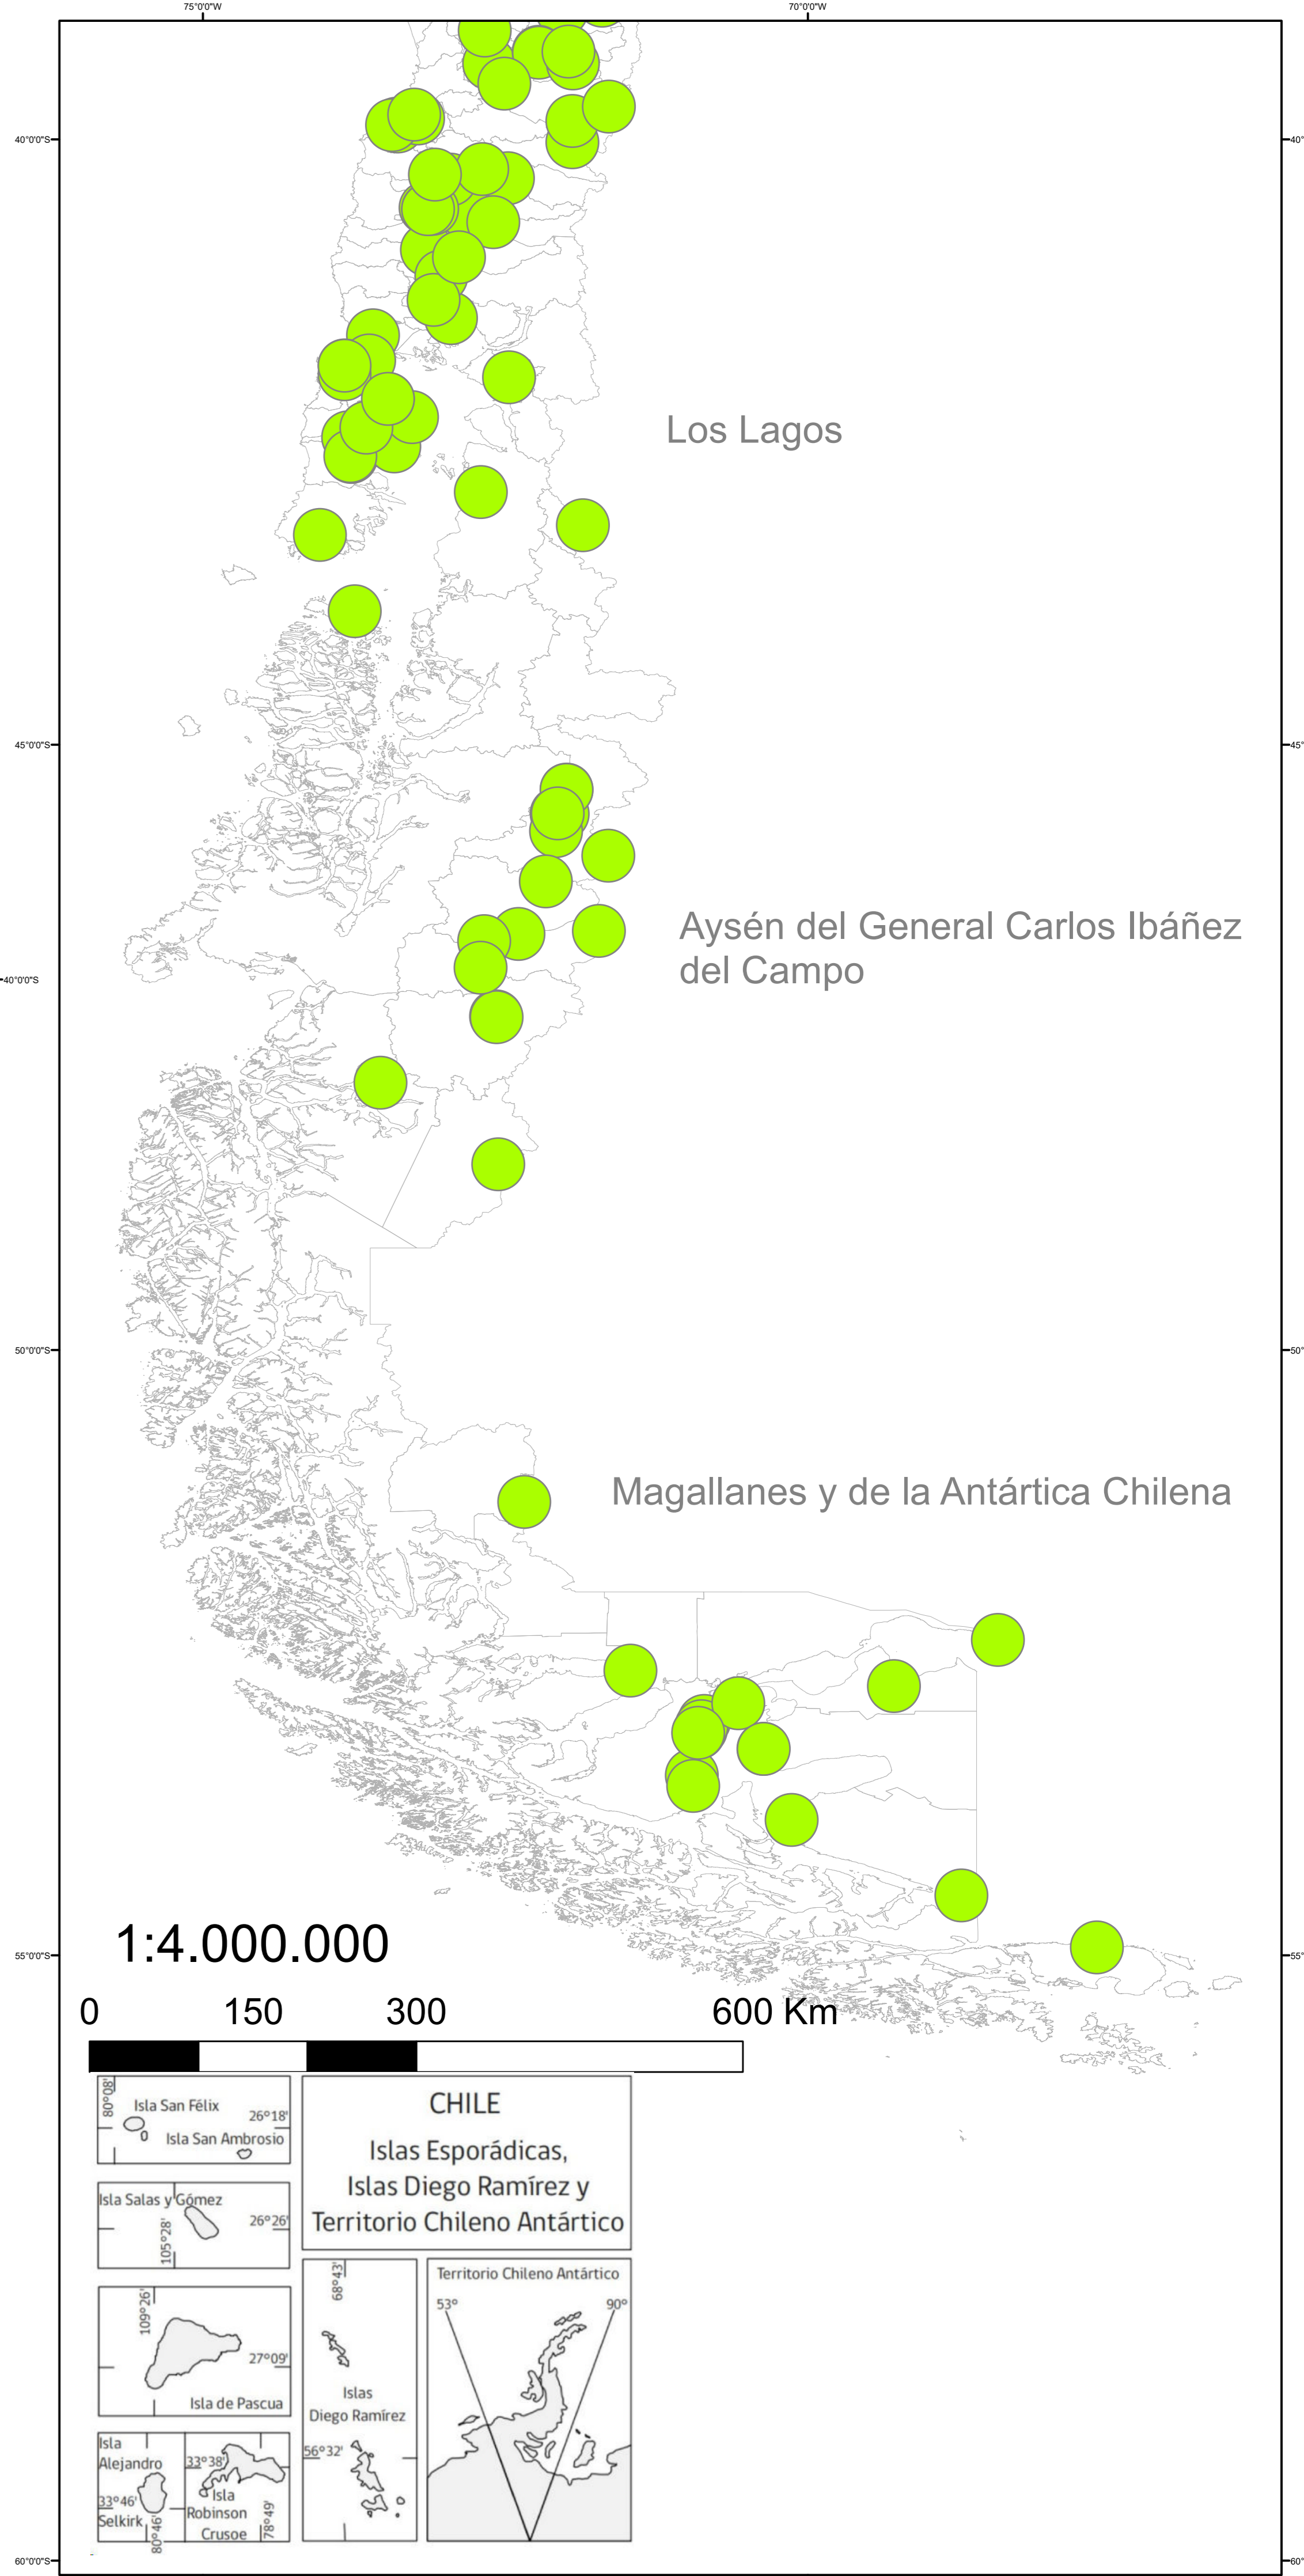 75°0'0"W
70°0'0"W
40°0'0"S
40°
Los Lagos
45°0'0"S
45°
Aysén del General Carlos Ibáñez
del Campo
40°0'0"S
50°0'0"S
50°
Magallanes y de la Antártica Chilena
1:4.000.000
55°0'0"S
55°
0 150 300 600 Km
80°08'
Isla San Félix
26°18'
Isla San Ambrosio
Isla Salas y Gómez
105°28'
26°26'
109°26'
27°09'
Isla de Pascua
Isla
Alejandro
33°46'
Selkirk
80°46'
33°38'
Isla
Robinson
Crusoe
78°49'
CHILE
Islas Esporádicas,
Islas Diego Ramírez y
Territorio Chileno Antártico
68°43'
Islas
Diego Ramírez
56°32'
Territorio Chileno Antártico
53°
90°
60°0'0"S
60°